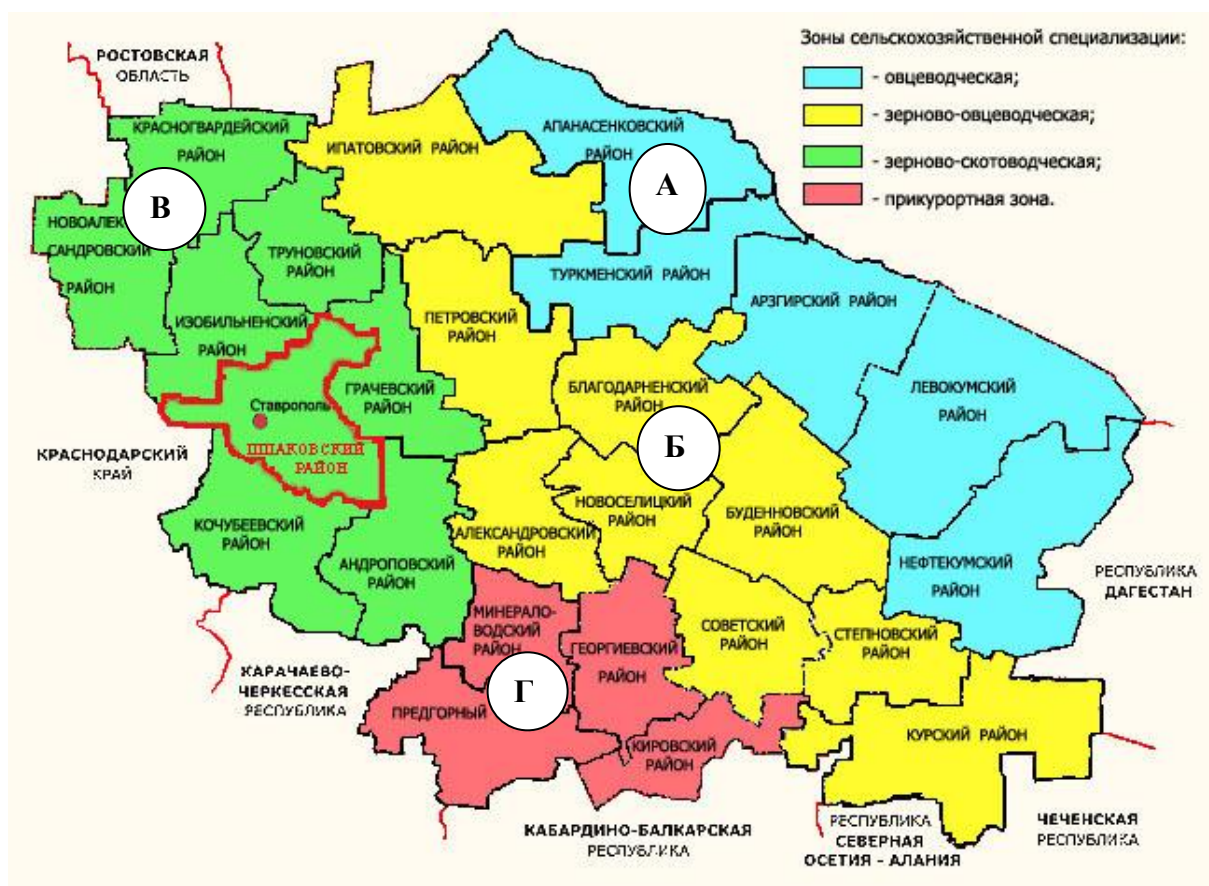 РОСТОВСКАЯ
ОБЛАСТЬ
Зоны сельскохозяйственной специализации:
- овцеводческая;
- зерново-овцеводческая;
- зерново-скотоводческая;
- прикурортная зона.
КРАСНОГВАРДЕЙСКИЙ
РАЙОН
ИПАТОВСКИЙ РАЙОН
АПАНАСЕНКОВСКИЙ
РАЙОН
А
В
НОВОАЛЕК
САНДРОВСКИЙ
РАЙОН
ТРУНОВСКИЙ
РАЙОН
ТУРКМЕНСКИЙ РАЙОН
АРЗГИРСКИЙ РАЙОН
ИЗОБИЛЬНЕНСКИЙ
РАЙОН
ПЕТРОВСКИЙ
РАЙОН
ГРАЧЕВСКИЙ
РАЙОН
БЛАГОДАРНЕНСКИЙ
РАЙОН
ЛЕВОКУМСКИЙ
РАЙОН
Ставрополь
ШПАКОВСКИЙ
РАЙОН
КРАСНОДАРСКИЙ
КРАЙ
Б
НОВОСЕЛИЦКИЙ
РАЙОН
БУДЕННОВСКИЙ
РАЙОН
КОЧУБЕЕВСКИЙ
РАЙОН
АЛЕКСАНДРОВСКИЙ
РАЙОН
АНДРОПОВСКИЙ
РАЙОН
НЕФТЕКУМСКИЙ
РАЙОН
РЕСПУБЛИКА
ДАГЕСТАН
МИНЕРАЛО-
ВОДСКИЙ
РАЙОН
ГЕОРГИЕВСКИЙ
РАЙОН
СОВЕТСКИЙ
РАЙОН
СТЕПНОВСКИЙ
РАЙОН
КАРАЧАЕВО-
ЧЕРКЕССКАЯ
РЕСПУБЛИКА
Г
ПРЕДГОРНЫЙ
КИРОВСКИЙ
РАЙОН
КУРСКИЙ РАЙОН
КАБАРДИНО-БАЛКАРСКАЯ
РЕСПУБЛИКА
РЕСПУБЛИКА
СЕВЕРНАЯ
ОСЕТИЯ - АЛАНИЯ
ЧЕЧЕНСКАЯ
РЕСПУБЛИКА